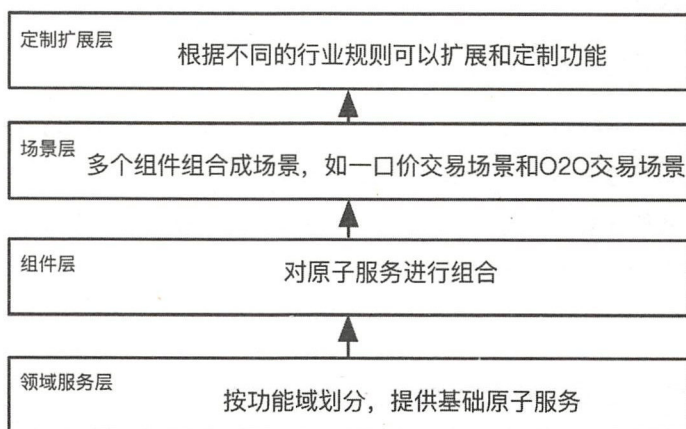 定制扩展层
根据不同的行业规则可以扩展和定制功能
场景层
多个组件组合成场景，如一口价交易场景和O2O交易场景
组件层
对原子服务进行组合
领域服务层
按功能域划分，提供基础原子服务